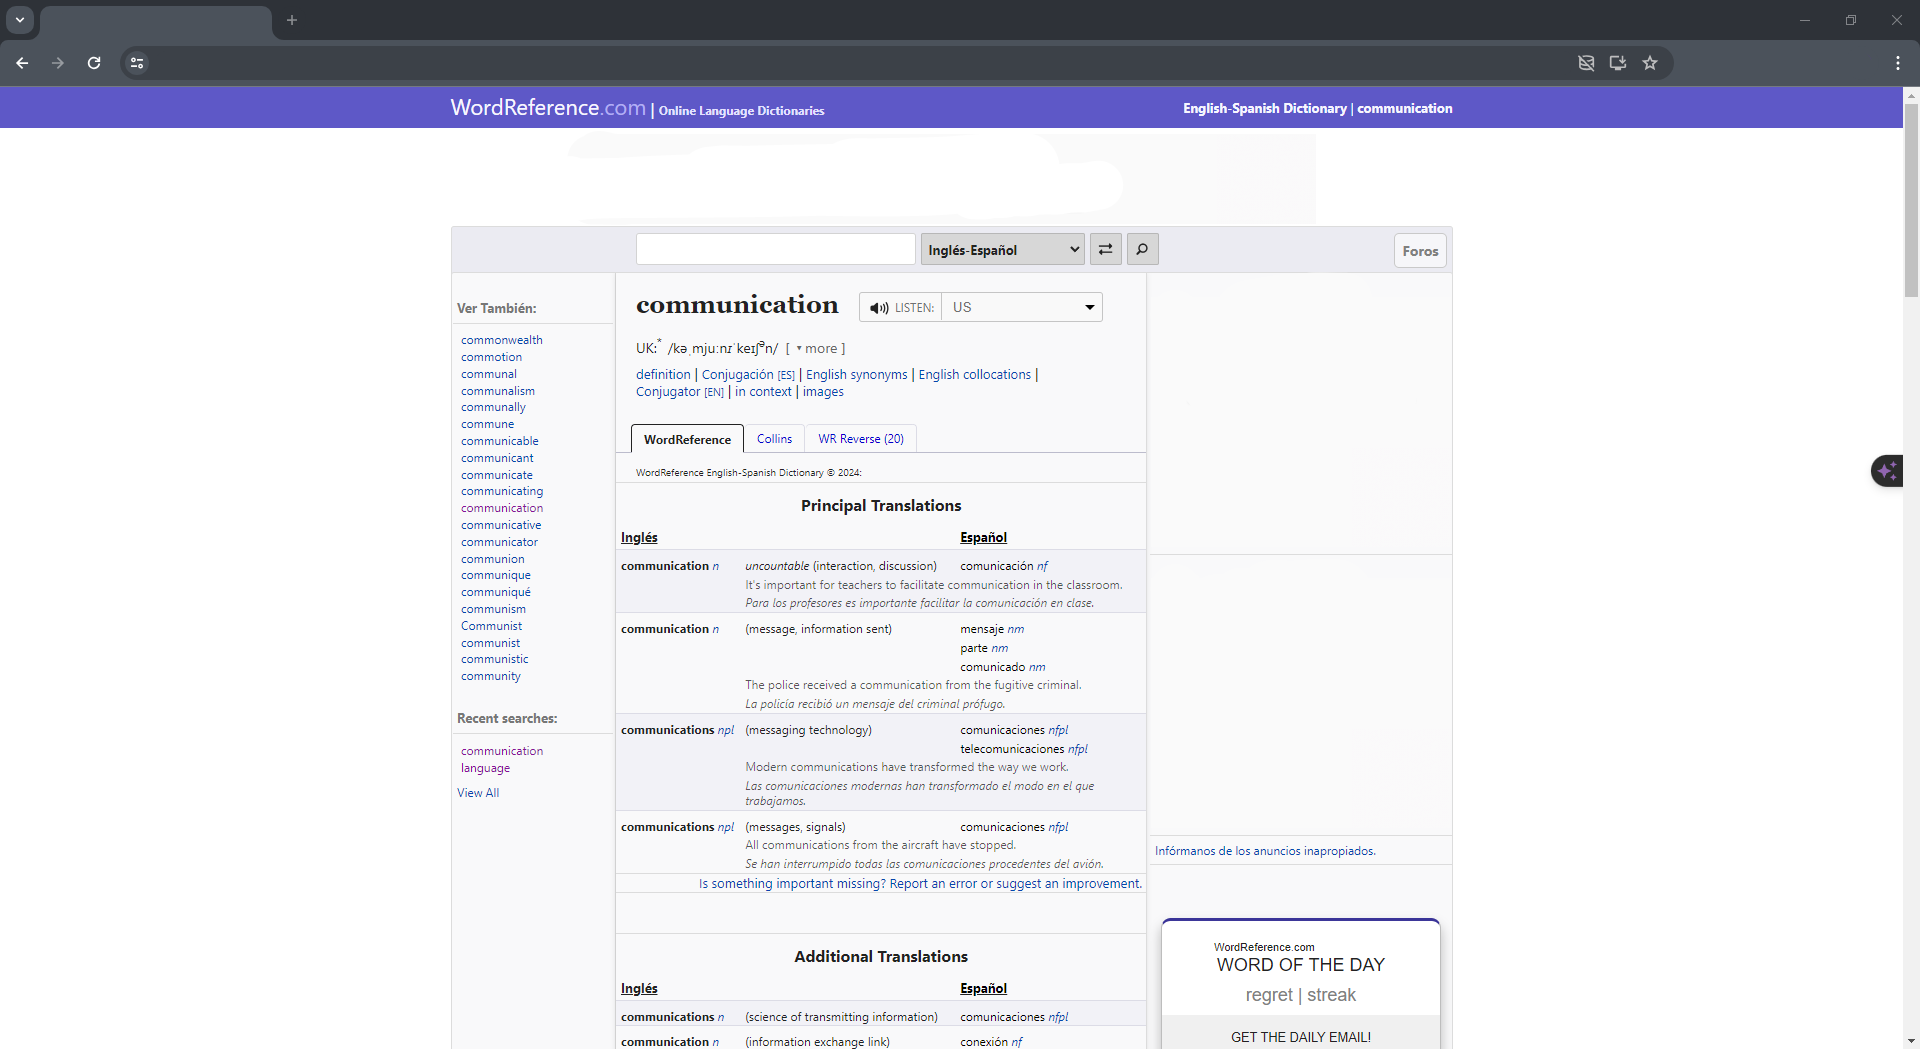 WordReference.com | Online Language Dictionaries
English-Spanish Dictionary | communication
Inglés-Español
Foros
Ver También:
commonwealth
commotion
communal
communalism
communally
commune
communicable
communicant
communicate
communicating
communication
communicative
communicator
communion
communique
communiqué
communism
Communist
communist
communistic
community
Recent searches:
communication
language
View All
communication
LISTEN:
US
UK:* /kəˌmjuːnɪˈkeɪʃən/ [ ▾more ]
definition | Conjugación [ES] | English synonyms | English collocations |
Conjugator [EN] | in context | images
WordReference
Collins
WR Reverse (20)
WordReference English-Spanish Dictionary © 2024:
Principal Translations
Inglés Español
communication n uncountable (interaction, discussion) comunicación nf
It's important for teachers to facilitate communication in the classroom.
Para los profesores es importante facilitar la comunicación en clase.
communication n (message, information sent) mensaje nm
parte nm
comunicado nm
The police received a communication from the fugitive criminal.
La policía recibió un mensaje del criminal prófugo.
communications npl (messaging technology) comunicaciones nfpl
telecomunicaciones nfpl
Modern communications have transformed the way we work.
Las comunicaciones modernas han transformado el modo en el que
trabajamos.
communications npl (messages, signals) comunicaciones nfpl
All communications from the aircraft have stopped.
Se han interrumpido todas las comunicaciones procedentes del avión.
Is something important missing? Report an error or suggest an improvement.
Additional Translations
Inglés Español
communications n (science of transmitting information) comunicaciones nfpl
communication n (information exchange link) conexión nf
Infórmanos de los anuncios inapropiados.
WordReference.com
WORD OF THE DAY
regret | streak
GET THE DAILY EMAIL!